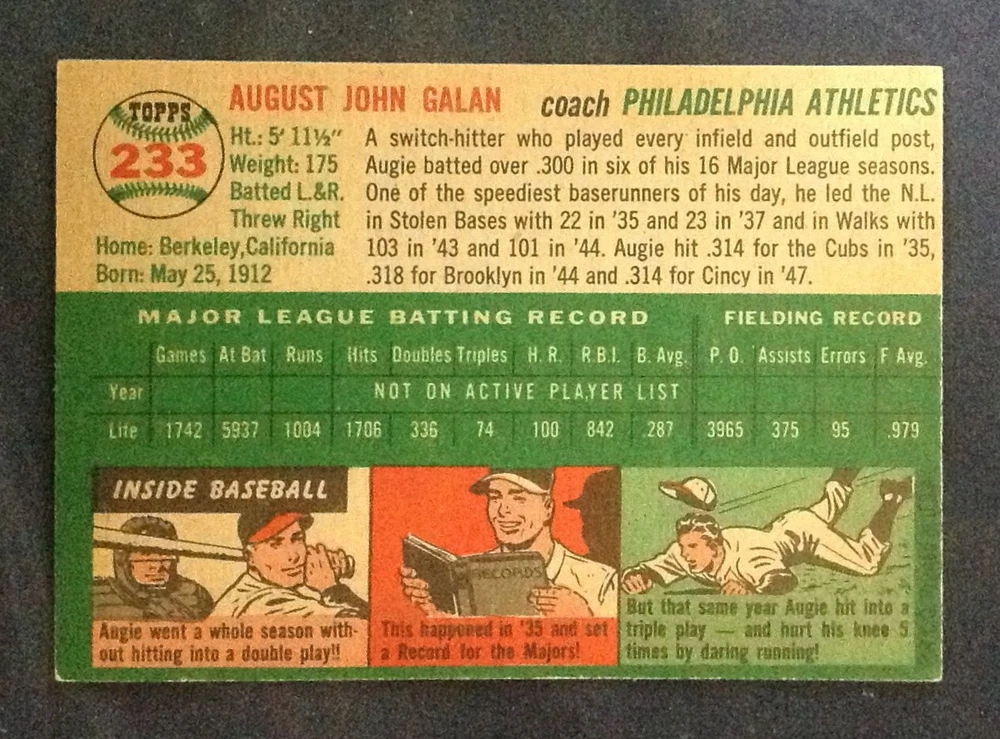 TOPPS
233
AUGUST JOHN GALAN coach PHILADELPHIA ATHLETICS
Ht.: 5' 11½"
Weight: 175
Batted L.&R.
Threw Right
Home: Berkeley, California
Born: May 25, 1912
A switch-hitter who played every infield and outfield post,
Augie batted over .300 in six of his 16 Major League seasons.
One of the speediest baserunners of his day, he led the N.L.
in Stolen Bases with 22 in '35 and 23 in '37 and in Walks with
103 in '43 and 101 in '44. Augie hit .314 for the Cubs in '35,
.318 for Brooklyn in '44 and .314 for Cincy in '47.
MAJOR LEAGUE BATTING RECORD FIELDING RECORD
Games At Bat Runs Hits Doubles Triples H. R. R.B.I. B. Avg. P. O. Assists Errors F Avg.
Year NOT ON ACTIVE PLAYER LIST
Life 1742 5937 1004 1706 336 74 100 842 .287 3965 375 95 .979
INSIDE BASEBALL
Augie went a whole season with-
out hitting into a double play!!
RECORDS
This happened in '35 and set
a Record for the Majors!
But that same year Augie hit into a
triple play — and hurt his knee 5
times by daring running!